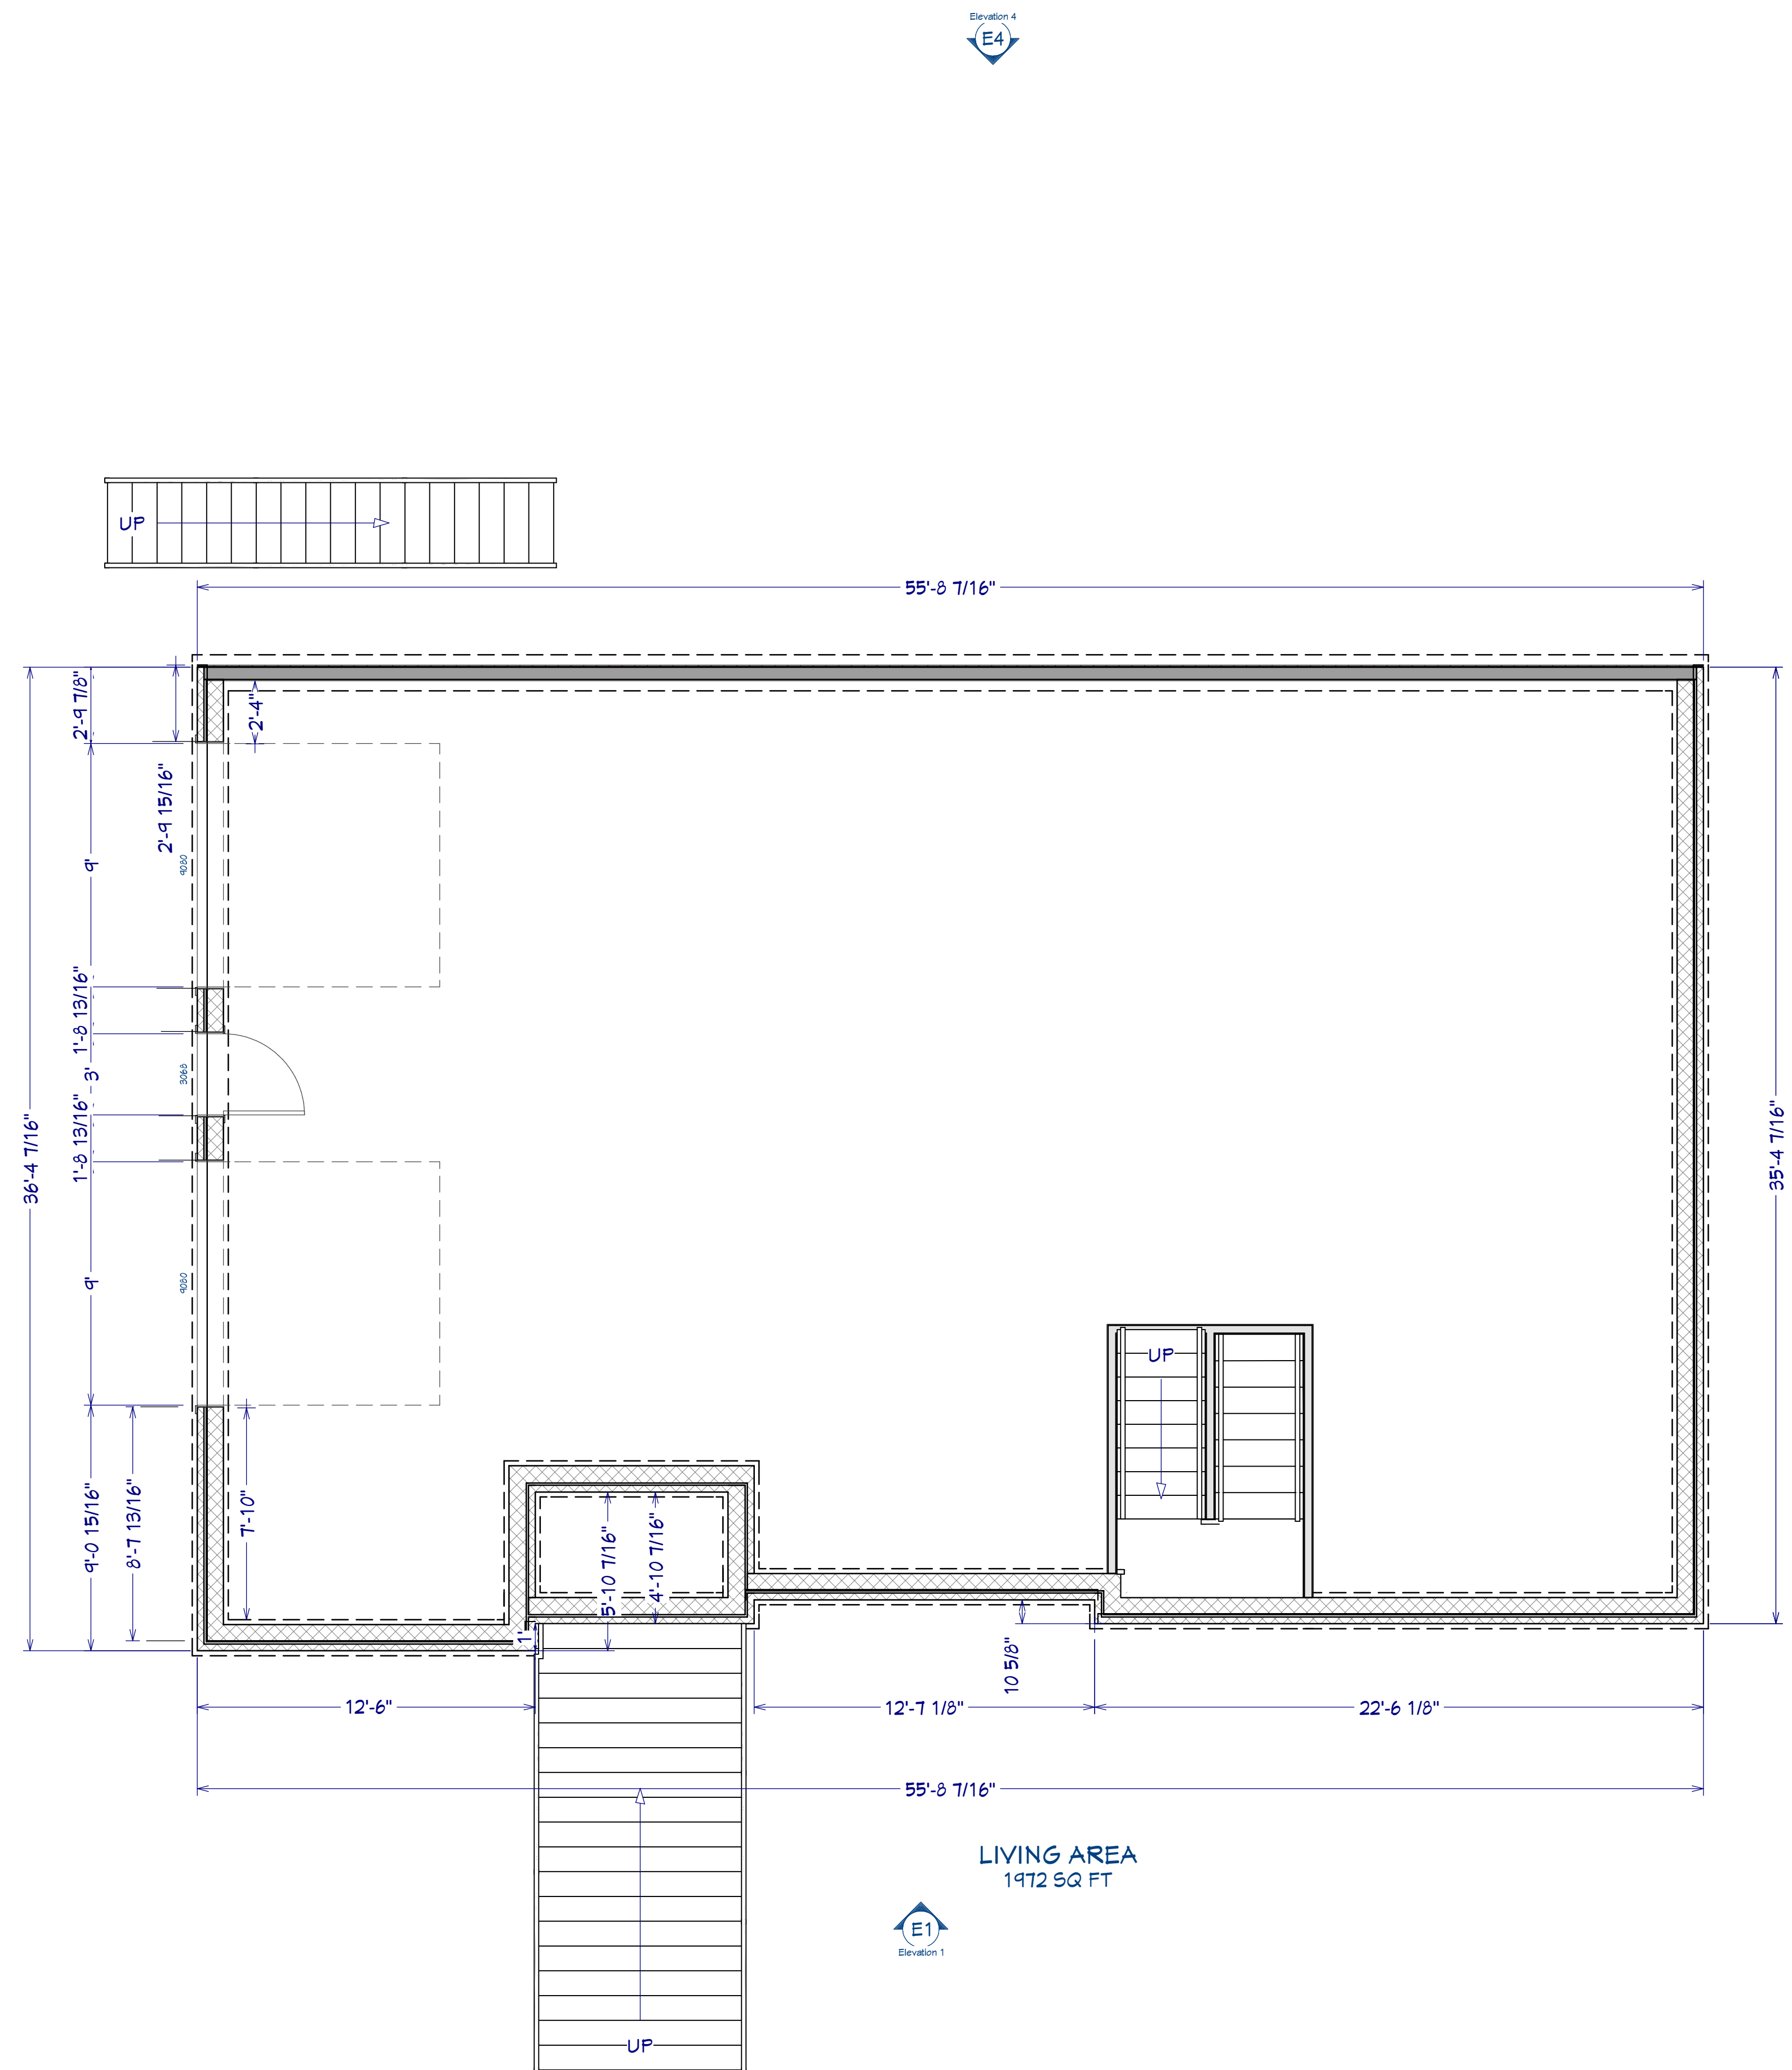 Elevation 4
E4
UP
55'-8 7/16"
2'-9 7/8"
2'-4"
2'-9 15/16"
9'
9080
1'-8 13/16"
3'
3068
1'-8 13/16"
36'-4 7/16"
35'-4 7/16"
9'
9080
UP
9'-0 15/16"
8'-7 13/16"
7'-10"
5'-10 7/16"
4'-10 7/16"
1'
10 5/8"
12'-6"
12'-7 1/8"
22'-6 1/8"
55'-8 7/16"
LIVING AREA
1972 SQ FT
E1
Elevation 1
UP